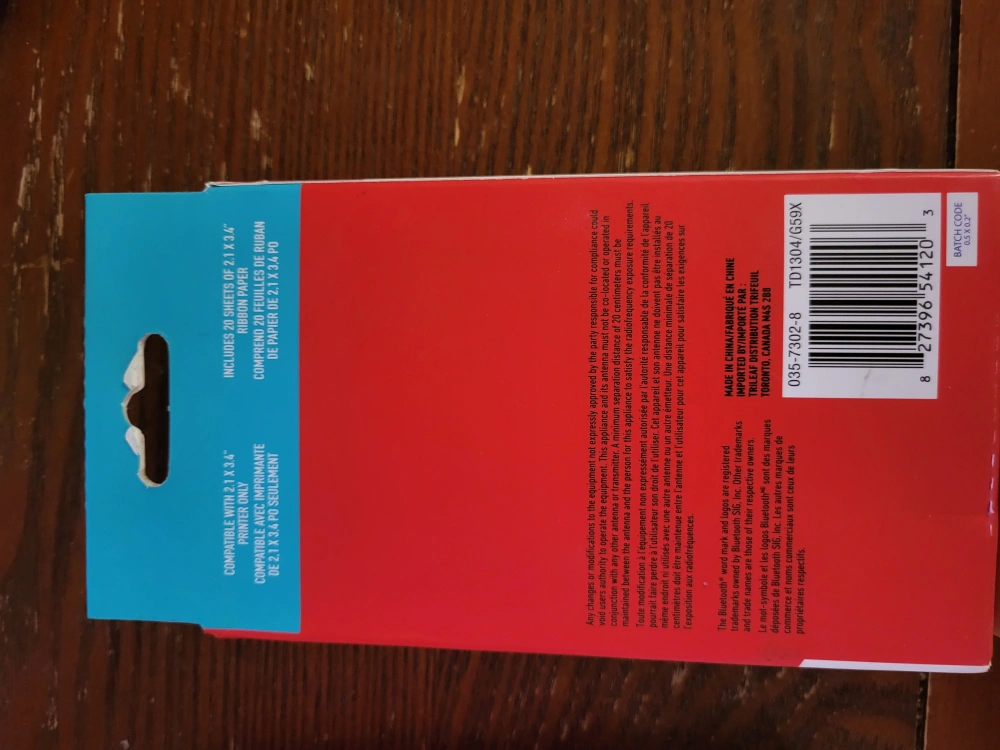 COMPATIBLE WITH 2.1 X 3.4"
PRINTER ONLY
COMPATIBLE AVEC IMPRIMANTE
DE 2.1 X 3.4 PO SEULEMENT
INCLUDES 20 SHEETS OF 2.1 X 3.4"
RIBBON PAPER
COMPREND 20 FEUILLES DE RUBAN
DE PAPIER DE 2.1 X 3.4 PO
Any changes or modifications to the equipment not expressly approved by the party responsible for compliance could
void users authority to operate the equipment. This appliance and its antenna must not be co-located or operated in
conjunction with any other antenna or transmitter. A minimum separation distance of 20 centimeters must be
maintained between the antenna and the person for this appliance to satisfy the radiofrequency exposure requirements.
Toute modification à l'équipement non expressément autorisée par l'autorité responsable de la conformité de l'appareil
pourrait faire perdre à l'utilisateur son droit de l'utiliser. Cet appareil et son antenne ne doivent pas être installés au
même endroit ni utilisés avec une autre antenne ou un autre émetteur. Une distance minimale de séparation de 20
centimètres doit être maintenue entre l'antenne et l'utilisateur pour cet appareil pour satisfaire les exigences sur
l'exposition aux radiofréquences.
The Bluetooth® word mark and logos are registered
trademarks owned by Bluetooth SIG, Inc. Other trademarks
and trade names are those of their respective owners.
Le mot-symbole et les logos Bluetooth® sont des marques
déposées de Bluetooth SIG, Inc. Les autres marques de
commerce et noms commerciaux sont ceux de leurs
propriétaires respectifs.
MADE IN CHINA/FABRIQUÉ EN CHINE
IMPORTED BY/IMPORTÉ PAR :
TRILEAF DISTRIBUTION TRIFEUIL
TORONTO, CANADA M4S 2B8
035-7302-8 TD1304/G59X
8 27396 54120 3
BATCH CODE
0.5 X 0.2"